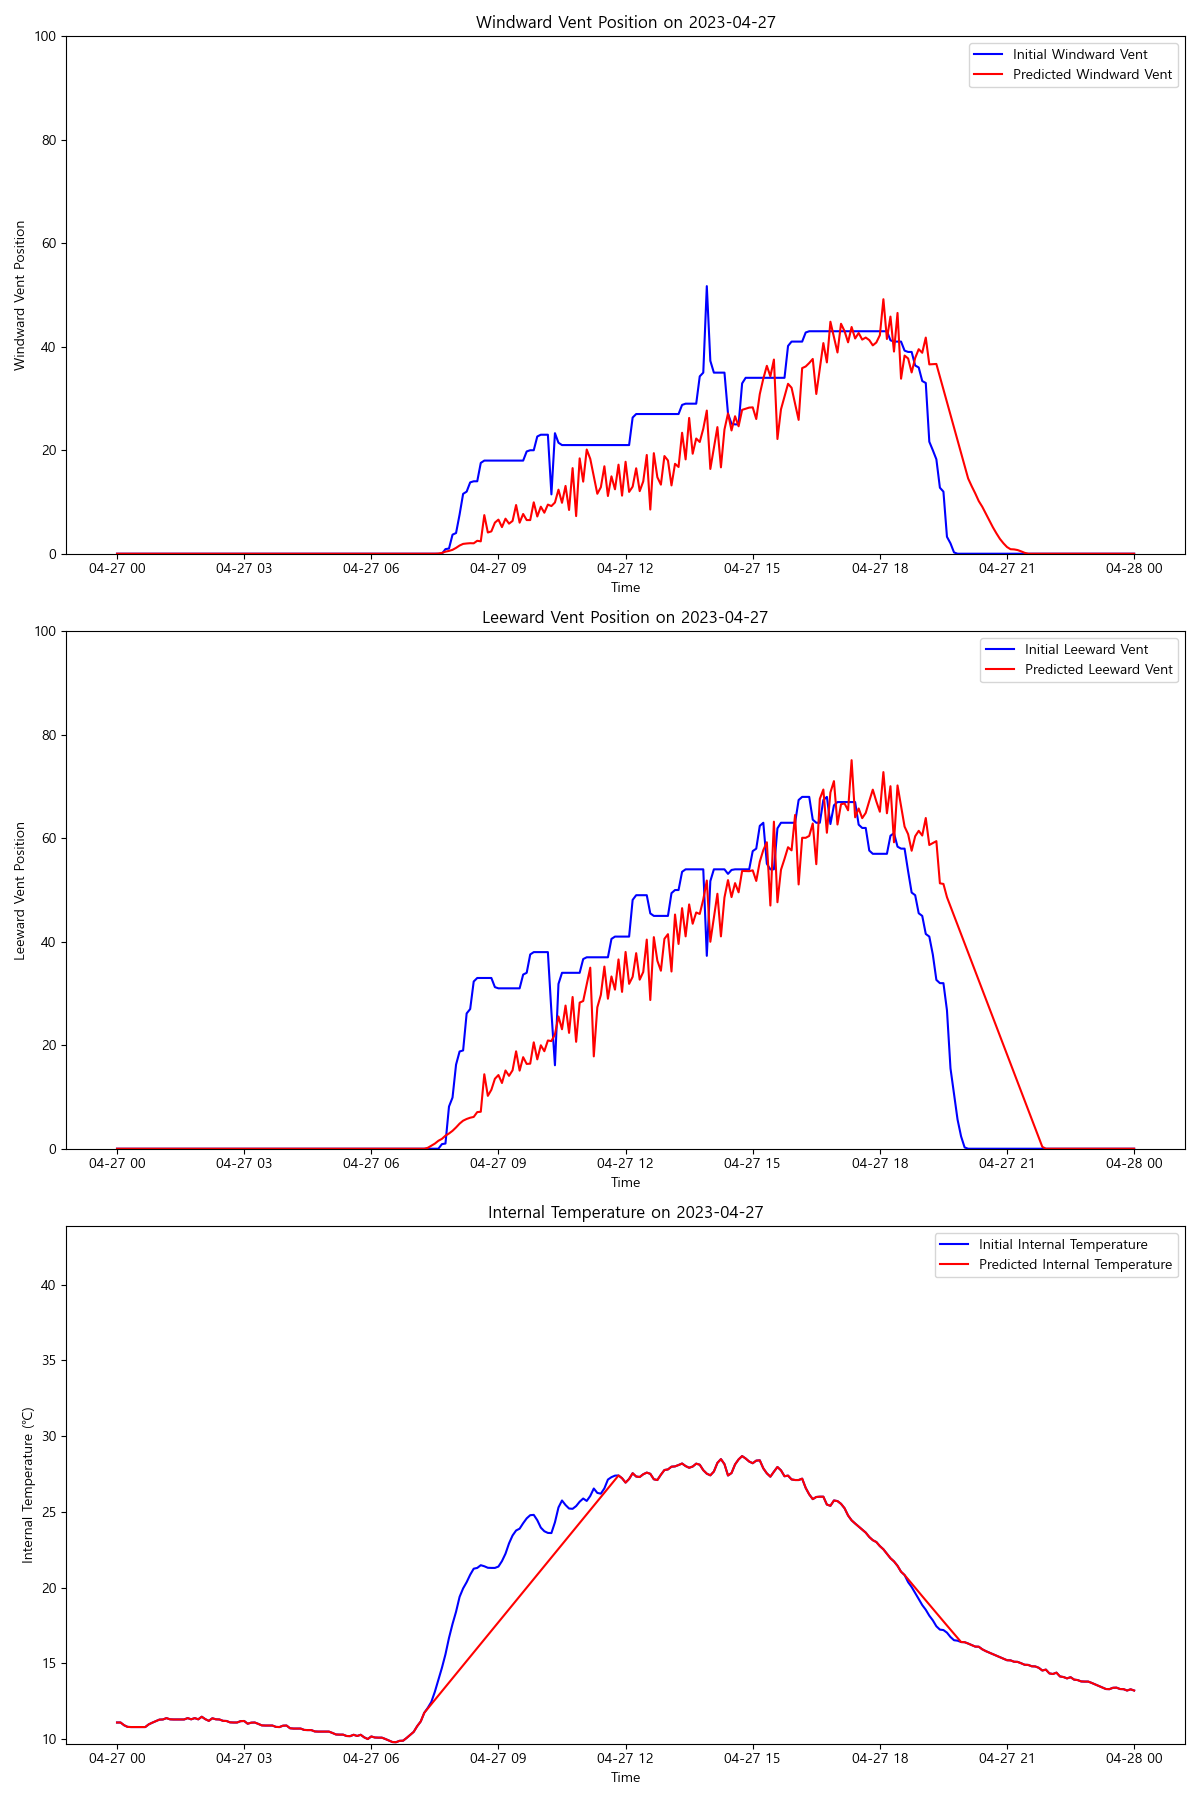 Windward Vent Position on 2023-04-27
100
80
60
40
20
0
Windward Vent Position
Initial Windward Vent
Predicted Windward Vent
04-27 00 04-27 03 04-27 06 04-27 09 04-27 12 04-27 15 04-27 18 04-27 21 04-28 00
Time
Leeward Vent Position on 2023-04-27
100
80
60
40
20
0
Leeward Vent Position
Initial Leeward Vent
Predicted Leeward Vent
04-27 00 04-27 03 04-27 06 04-27 09 04-27 12 04-27 15 04-27 18 04-27 21 04-28 00
Time
Internal Temperature on 2023-04-27
40
35
30
25
20
15
10
Internal Temperature (℃)
Initial Internal Temperature
Predicted Internal Temperature
04-27 00 04-27 03 04-27 06 04-27 09 04-27 12 04-27 15 04-27 18 04-27 21 04-28 00
Time